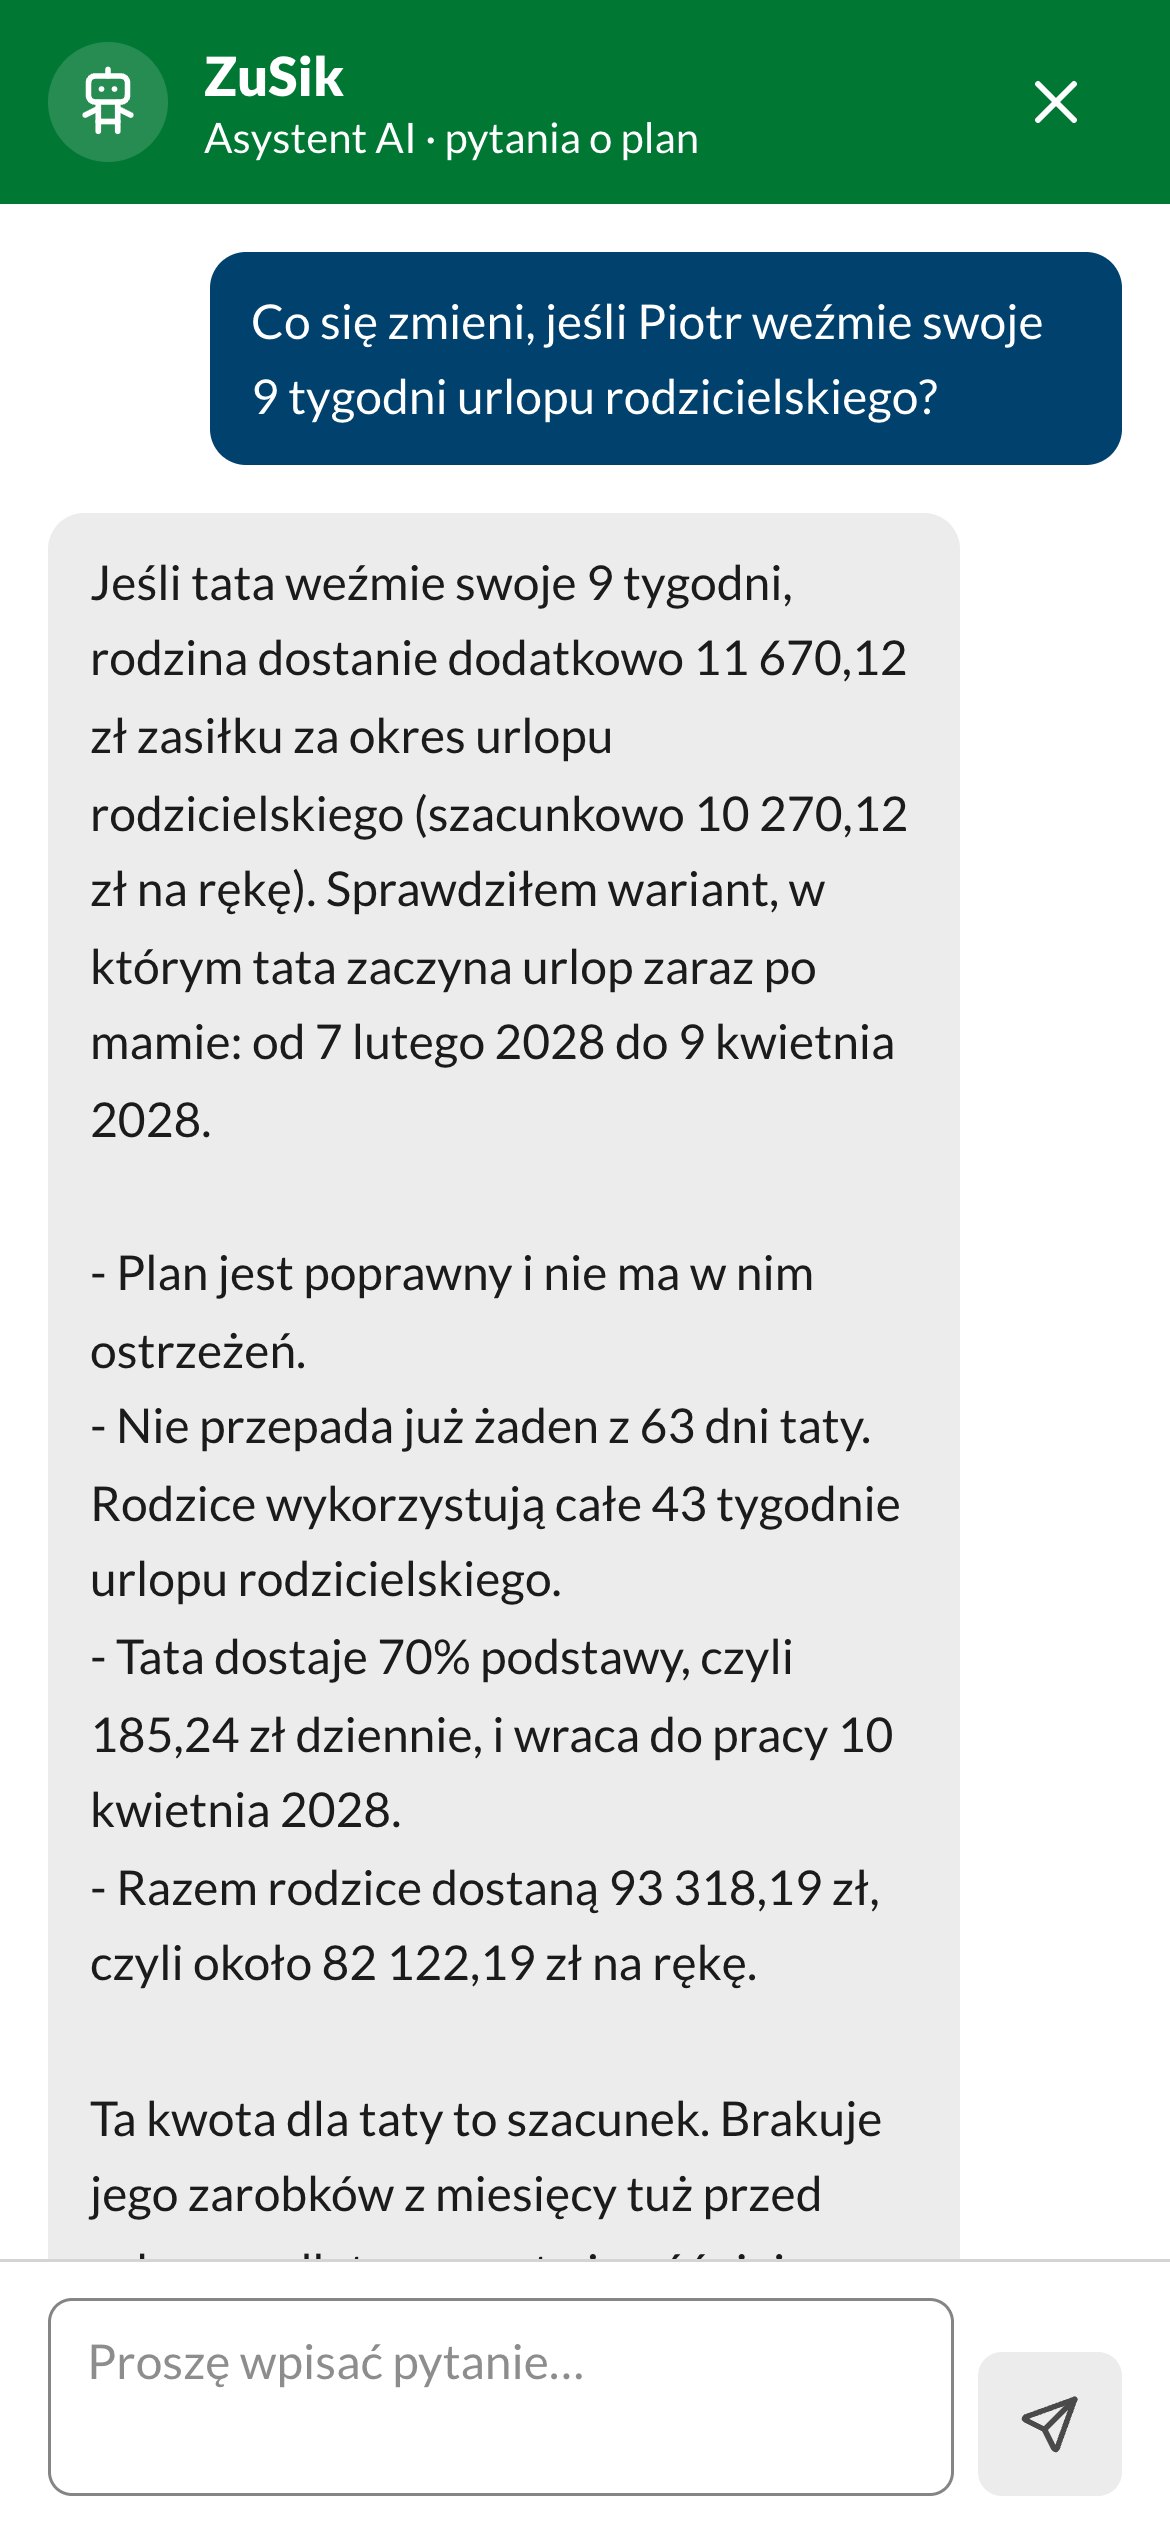 ZuSik
Asystent AI · pytania o plan
Co się zmieni, jeśli Piotr weźmie swoje
9 tygodni urlopu rodzicielskiego?
Jeśli tata weźmie swoje 9 tygodni,
rodzina dostanie dodatkowo 11 670,12
zł zasiłku za okres urlopu
rodzicielskiego (szacunkowo 10 270,12
zł na rękę). Sprawdziłem wariant, w
którym tata zaczyna urlop zaraz po
mamie: od 7 lutego 2028 do 9 kwietnia
2028.
- Plan jest poprawny i nie ma w nim
ostrzeżeń.
- Nie przepada już żaden z 63 dni taty.
Rodzice wykorzystują całe 43 tygodnie
urlopu rodzicielskiego.
- Tata dostaje 70% podstawy, czyli
185,24 zł dziennie, i wraca do pracy 10
kwietnia 2028.
- Razem rodzice dostaną 93 318,19 zł,
czyli około 82 122,19 zł na rękę.
Ta kwota dla taty to szacunek. Brakuje
jego zarobków z miesięcy tuż przed
Proszę wpisać pytanie...